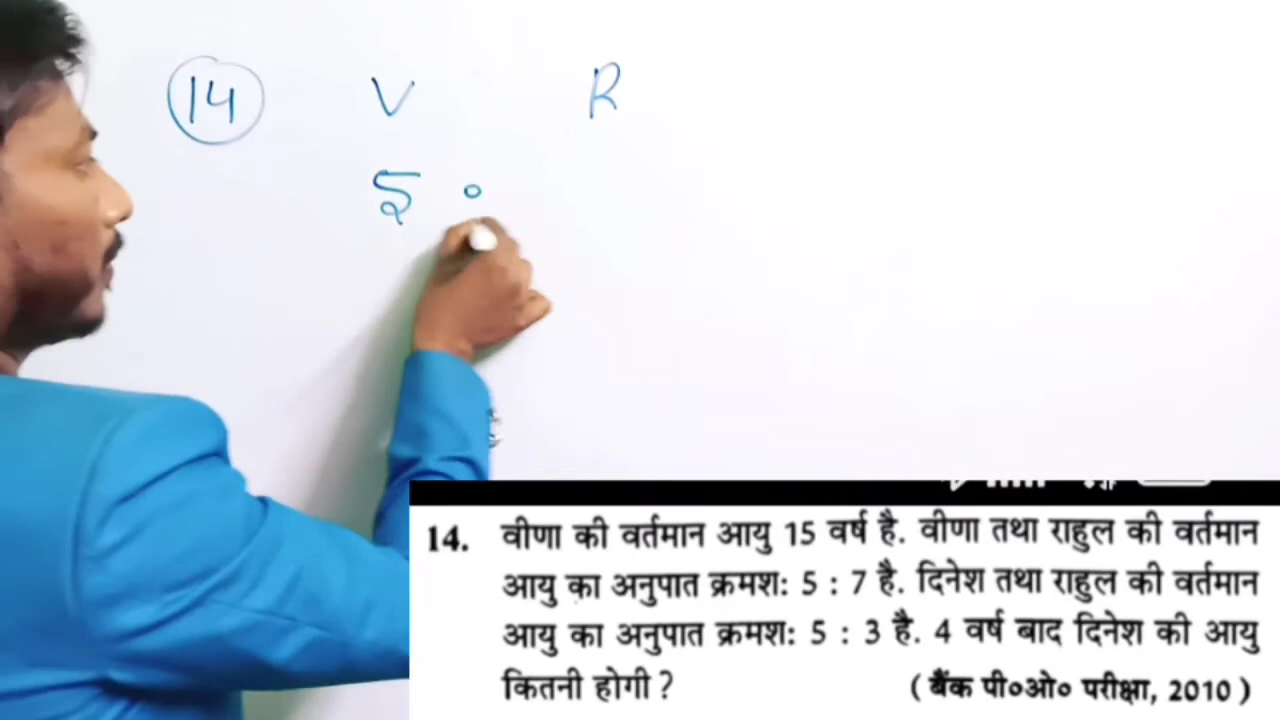 14 V R
5 :
14. वीणा की वर्तमान आयु 15 वर्ष है. वीणा तथा राहुल की वर्तमान
आयु का अनुपात क्रमश: 5 : 7 है. दिनेश तथा राहुल की वर्तमान
आयु का अनुपात क्रमश: 5 : 3 है. 4 वर्ष बाद दिनेश की आयु
कितनी होगी ?
( बैंक पी०ओ० परीक्षा, 2010 )